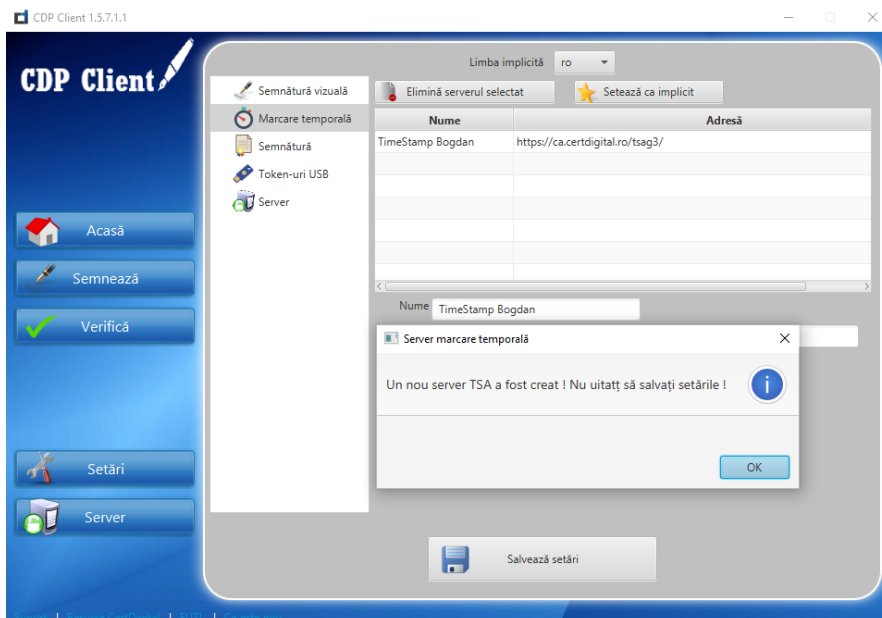 CDP Client 1.5.7.1.1
CDP Client
Limba implicită ro
Semnătură vizuală
Marcare temporală
Semnătură
Token-uri USB
Server
Elimină serverul selectat
Setează ca implicit
Nume Adresă
TimeStamp Bogdan https://ca.certdigital.ro/tsag3/
Acasă
Semnează
Verifică
Setări
Server
Nume TimeStamp Bogdan
Server marcare temporală
Un nou server TSA a fost creat ! Nu uitatț să salvați setările !
OK
Salvează setări